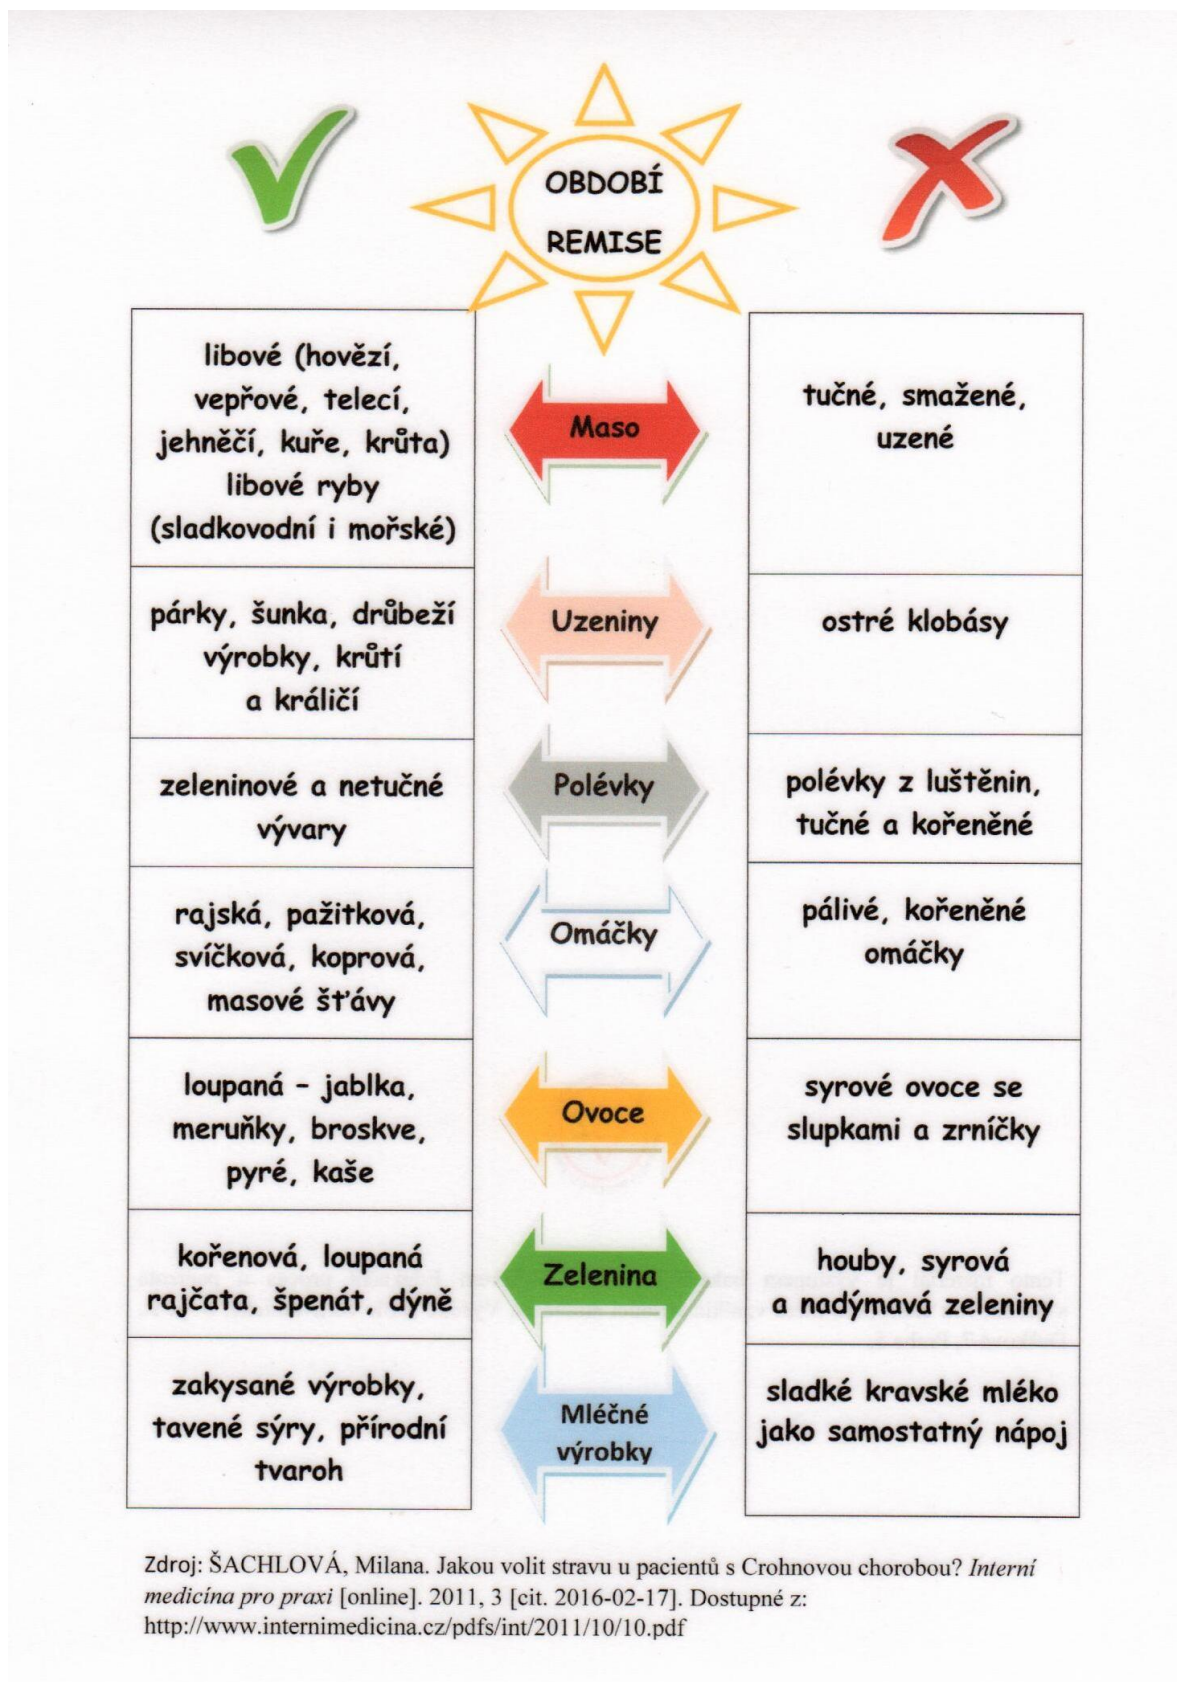 OBDOBÍ
REMISE
libové (hovězí,
vepřové, telecí,
jehněčí, kuře, krůta)
libové ryby
(sladkovodní i mořské)
Maso
tučné, smažené,
uzené
párky, šunka, drůbeží
výrobky, krůtí
a králičí
Uzeniny
ostré klobásy
zeleninové a netučné
vývary
Polévky
polévky z luštěnin,
tučné a kořeněné
rajská, pažitková,
svíčková, koprová,
masové šťávy
Omáčky
pálivé, kořeněné
omáčky
loupaná – jablka,
meruňky, broskve,
pyré, kaše
Ovoce
syrové ovoce se
slupkami a zrníčky
kořenová, loupaná
rajčata, špenát, dýně
Zelenina
houby, syrová
a nadýmavá zeleniny
zakysané výrobky,
tavené sýry, přírodní
tvaroh
Mléčné
výrobky
sladké kravské mléko
jako samostatný nápoj
Zdroj: ŠACHLOVÁ, Milana. Jakou volit stravu u pacientů s Crohnovou chorobou? Interní
medicína pro praxi [online]. 2011, 3 [cit. 2016-02-17]. Dostupné z:
http://www.internimedicina.cz/pdfs/int/2011/10/10.pdf